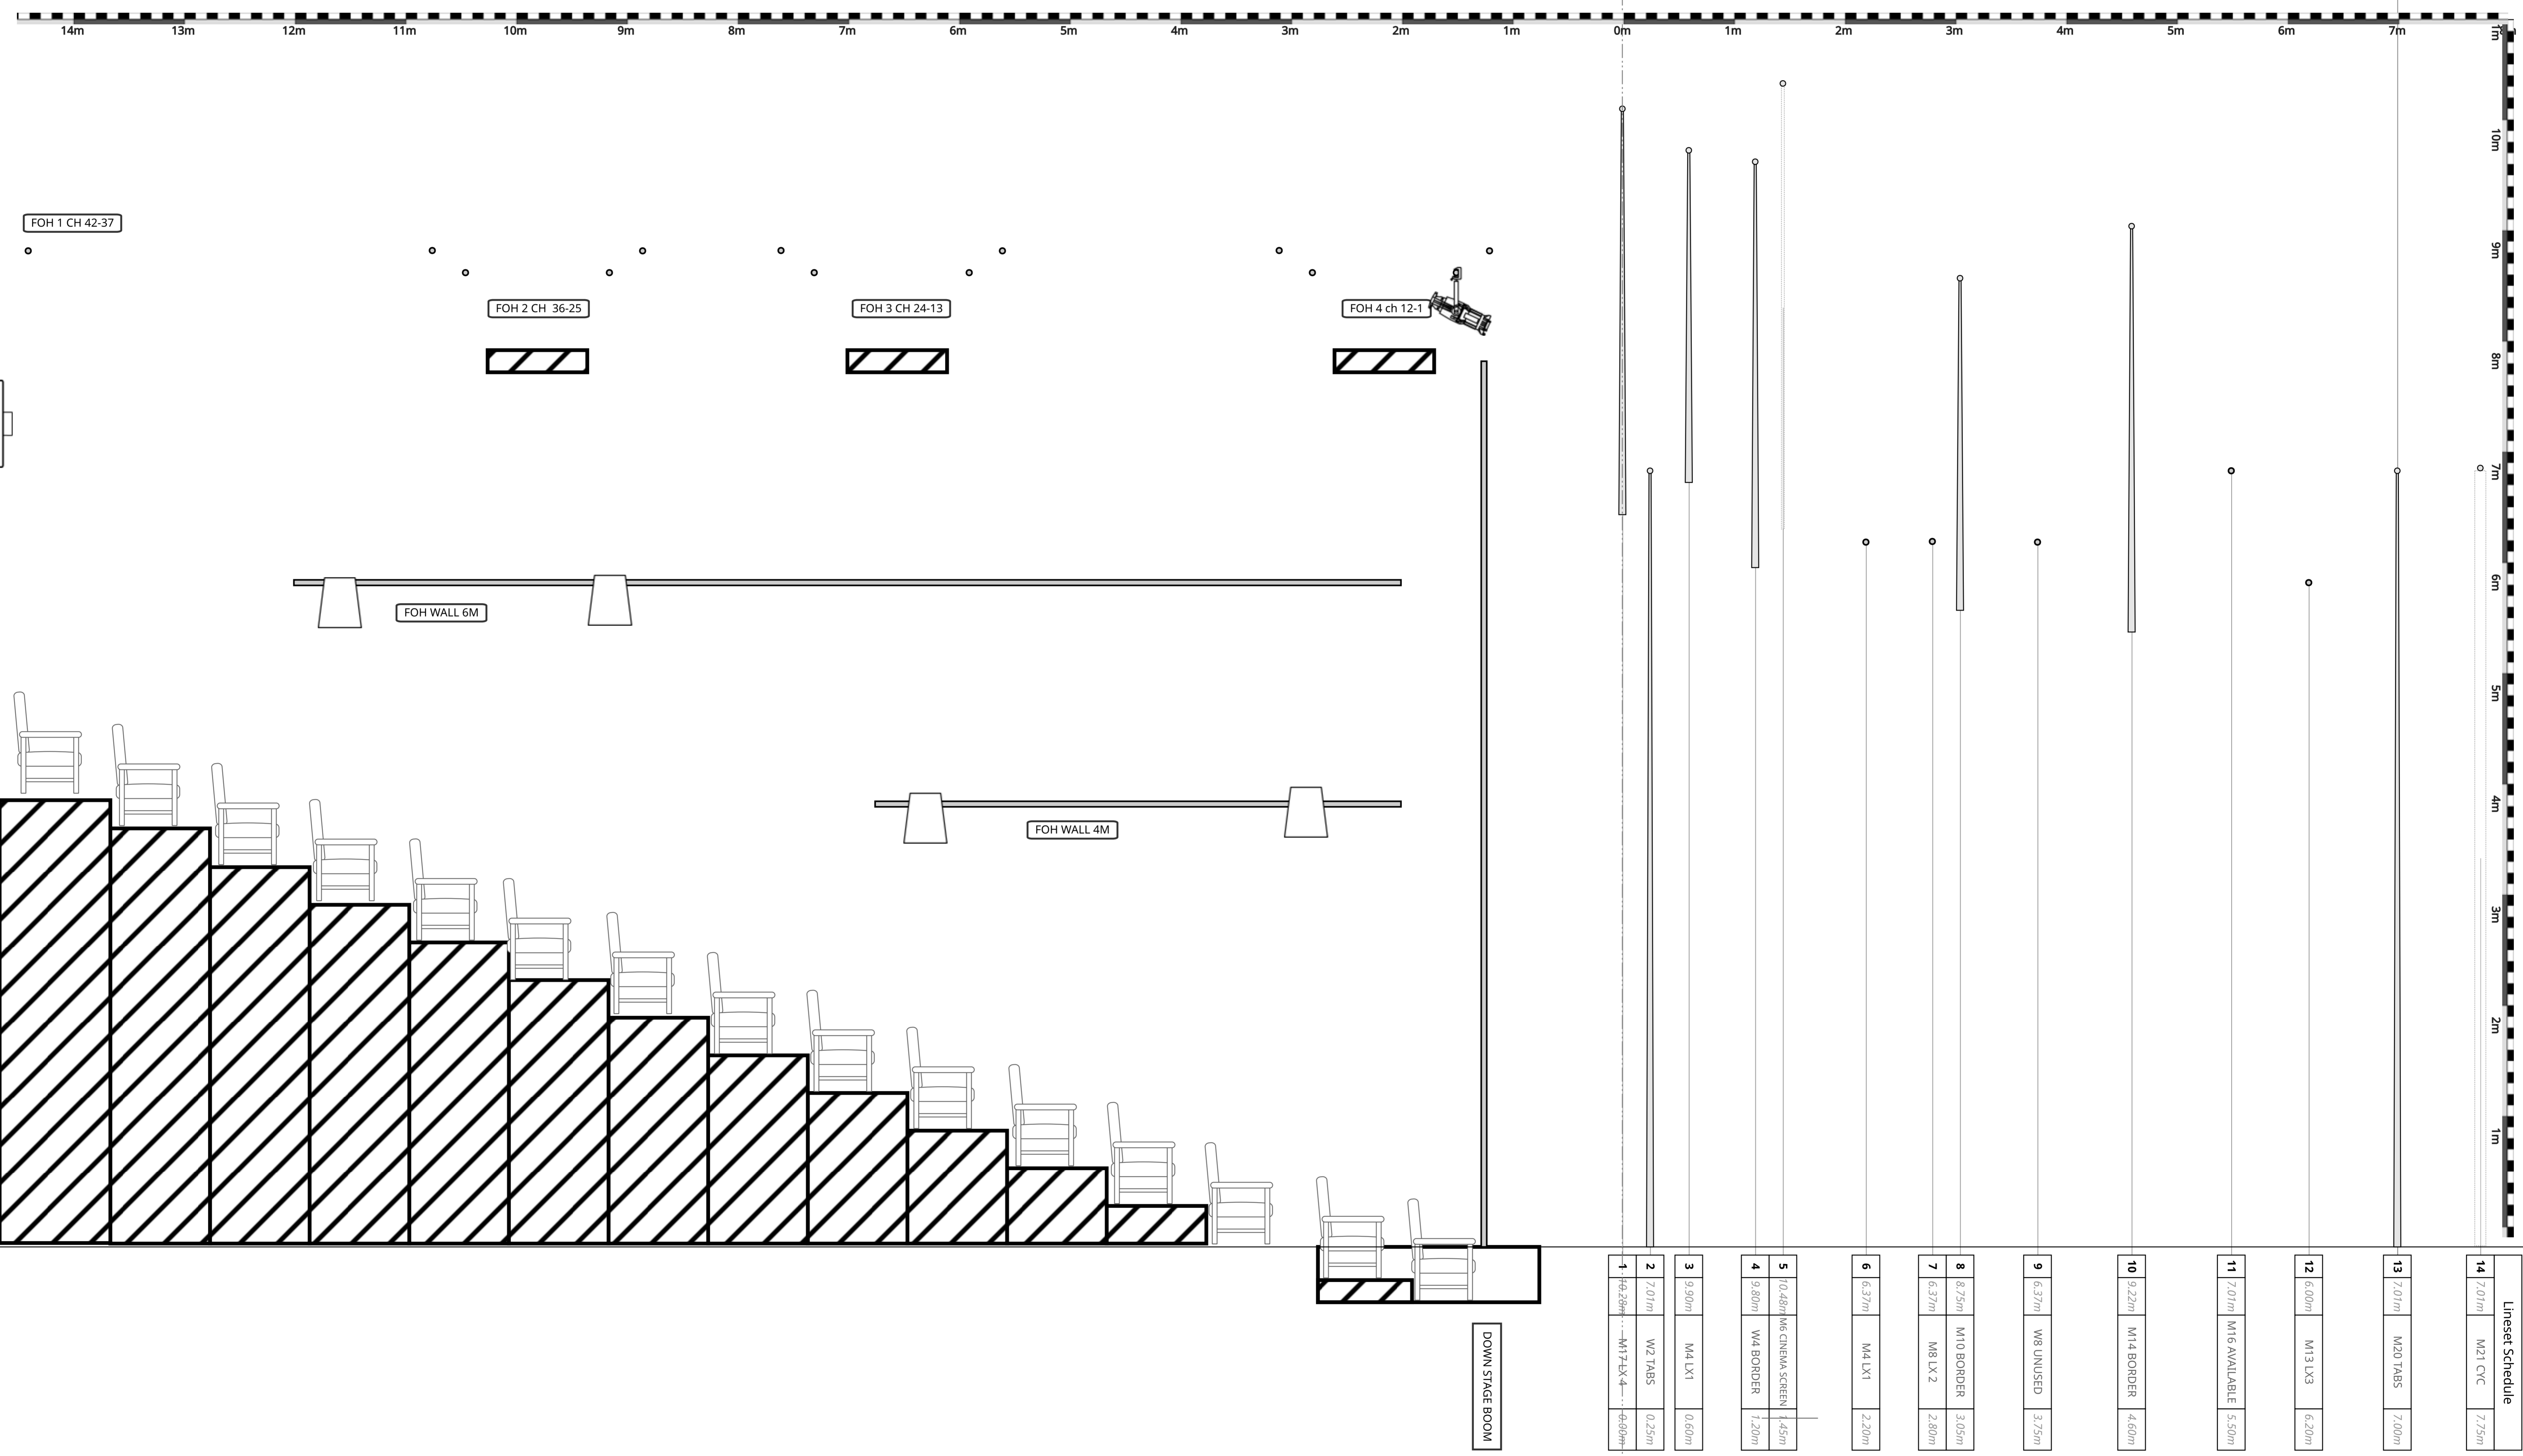 14m 13m 12m 11m 10m 9m 8m 7m 6m 5m 4m 3m 2m 1m 0m 1m 2m 3m 4m 5m 6m 7m
10m
9m
8m
7m
6m
5m
4m
3m
2m
1m
FOH 1 CH 42-37
FOH 2 CH 36-25
FOH 3 CH 24-13
FOH 4 ch 12-1
FOH WALL 6M
FOH WALL 4M
DOWN STAGE BOOM
1 10.28m M17 LX 4 0.00m
2 7.01m W2 TABS 0.25m
3 9.90m M4 LX1 0.60m
4 9.80m W4 BORDER 1.20m
5 10.48m M6 CINEMA SCREEN 1.45m
6 6.37m M4 LX1 2.20m
7 6.37m M8 LX 2 2.80m
8 8.75m M10 BORDER 3.05m
9 6.37m W8 UNUSED 3.75m
10 9.22m M14 BORDER 4.60m
11 7.01m M16 AVAILABLE 5.50m
12 6.00m M13 LX3 6.20m
13 7.01m M20 TABS 7.00m
14 7.01m M21 CYC 7.75m
Lineset Schedule